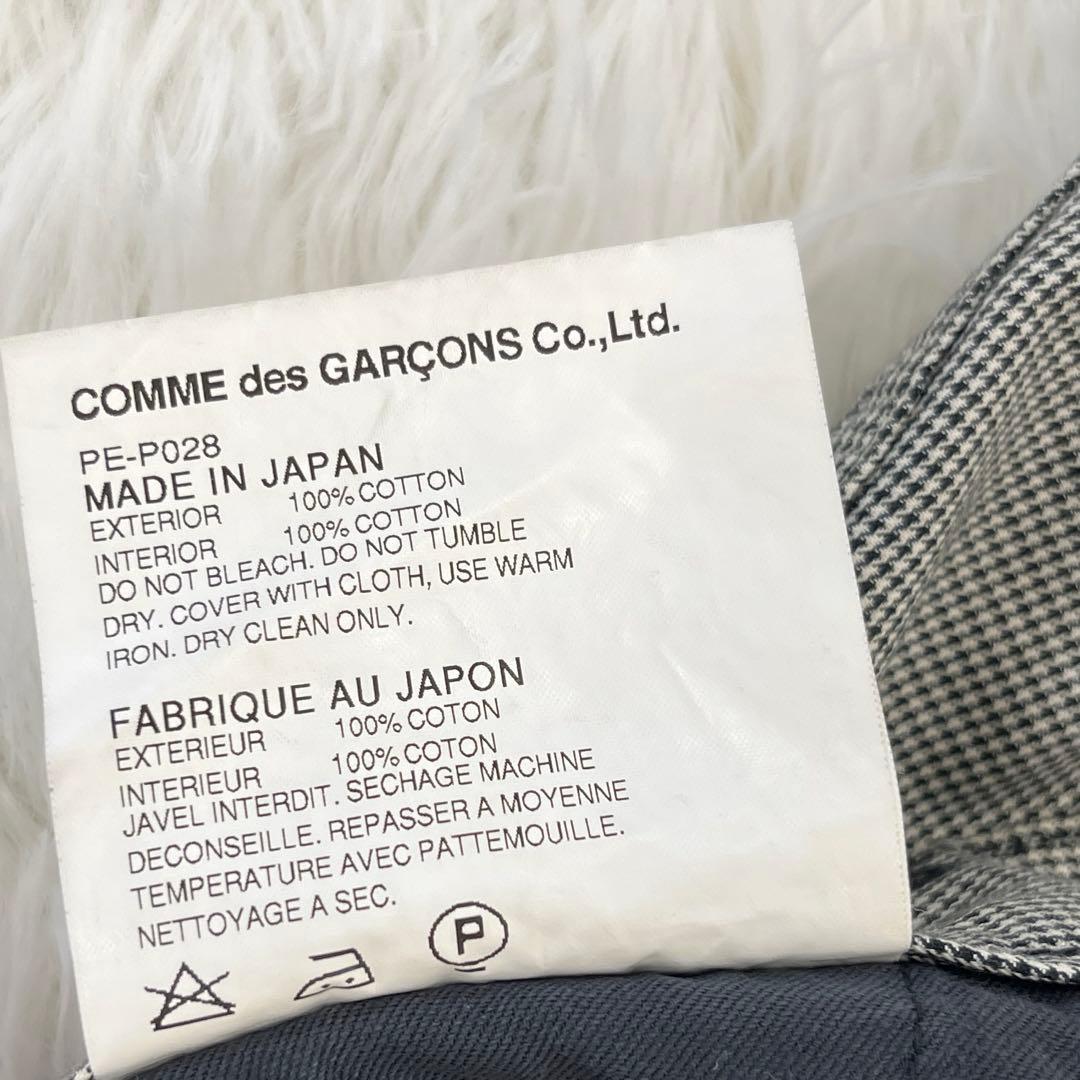 COMME des GARÇONS Co.,Ltd.
PE-P028
MADE IN JAPAN
EXTERIOR 100% COTTON
INTERIOR 100% COTTON
DO NOT BLEACH. DO NOT TUMBLE
DRY. COVER WITH CLOTH, USE WARM
IRON. DRY CLEAN ONLY.
FABRIQUE AU JAPON
EXTERIEUR 100% COTON
INTERIEUR 100% COTON
JAVEL INTERDIT. SECHAGE MACHINE
DECONSEILLE. REPASSER A MOYENNE
TEMPERATURE AVEC PATTEMOUILLE.
NETTOYAGE A SEC.
P